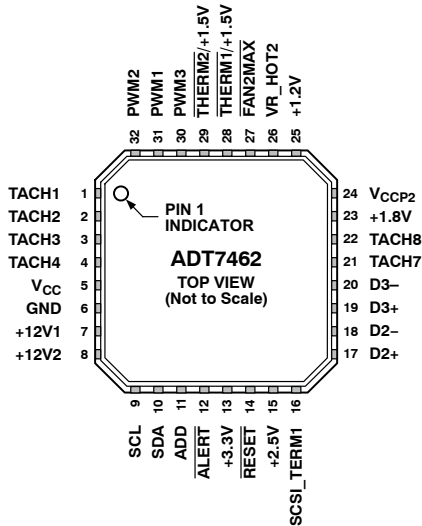 PWM2
PWM1
PWM3
THERM2/+1.5V
THERM1/+1.5V
FAN2MAX
VR_HOT2
+1.2V
32 31 30 29 28 27 26 25
TACH1 1
TACH2 2
TACH3 3
TACH4 4
VCC 5
GND 6
+12V1 7
+12V2 8
PIN 1
INDICATOR
ADT7462
TOP VIEW
(Not to Scale)
24 VCCP2
23 +1.8V
22 TACH8
21 TACH7
20 D3–
19 D3+
18 D2–
17 D2+
9 10 11 12 13 14 15 16
SCL
SDA
ADD
ALERT
+3.3V
RESET
+2.5V
SCSI_TERM1